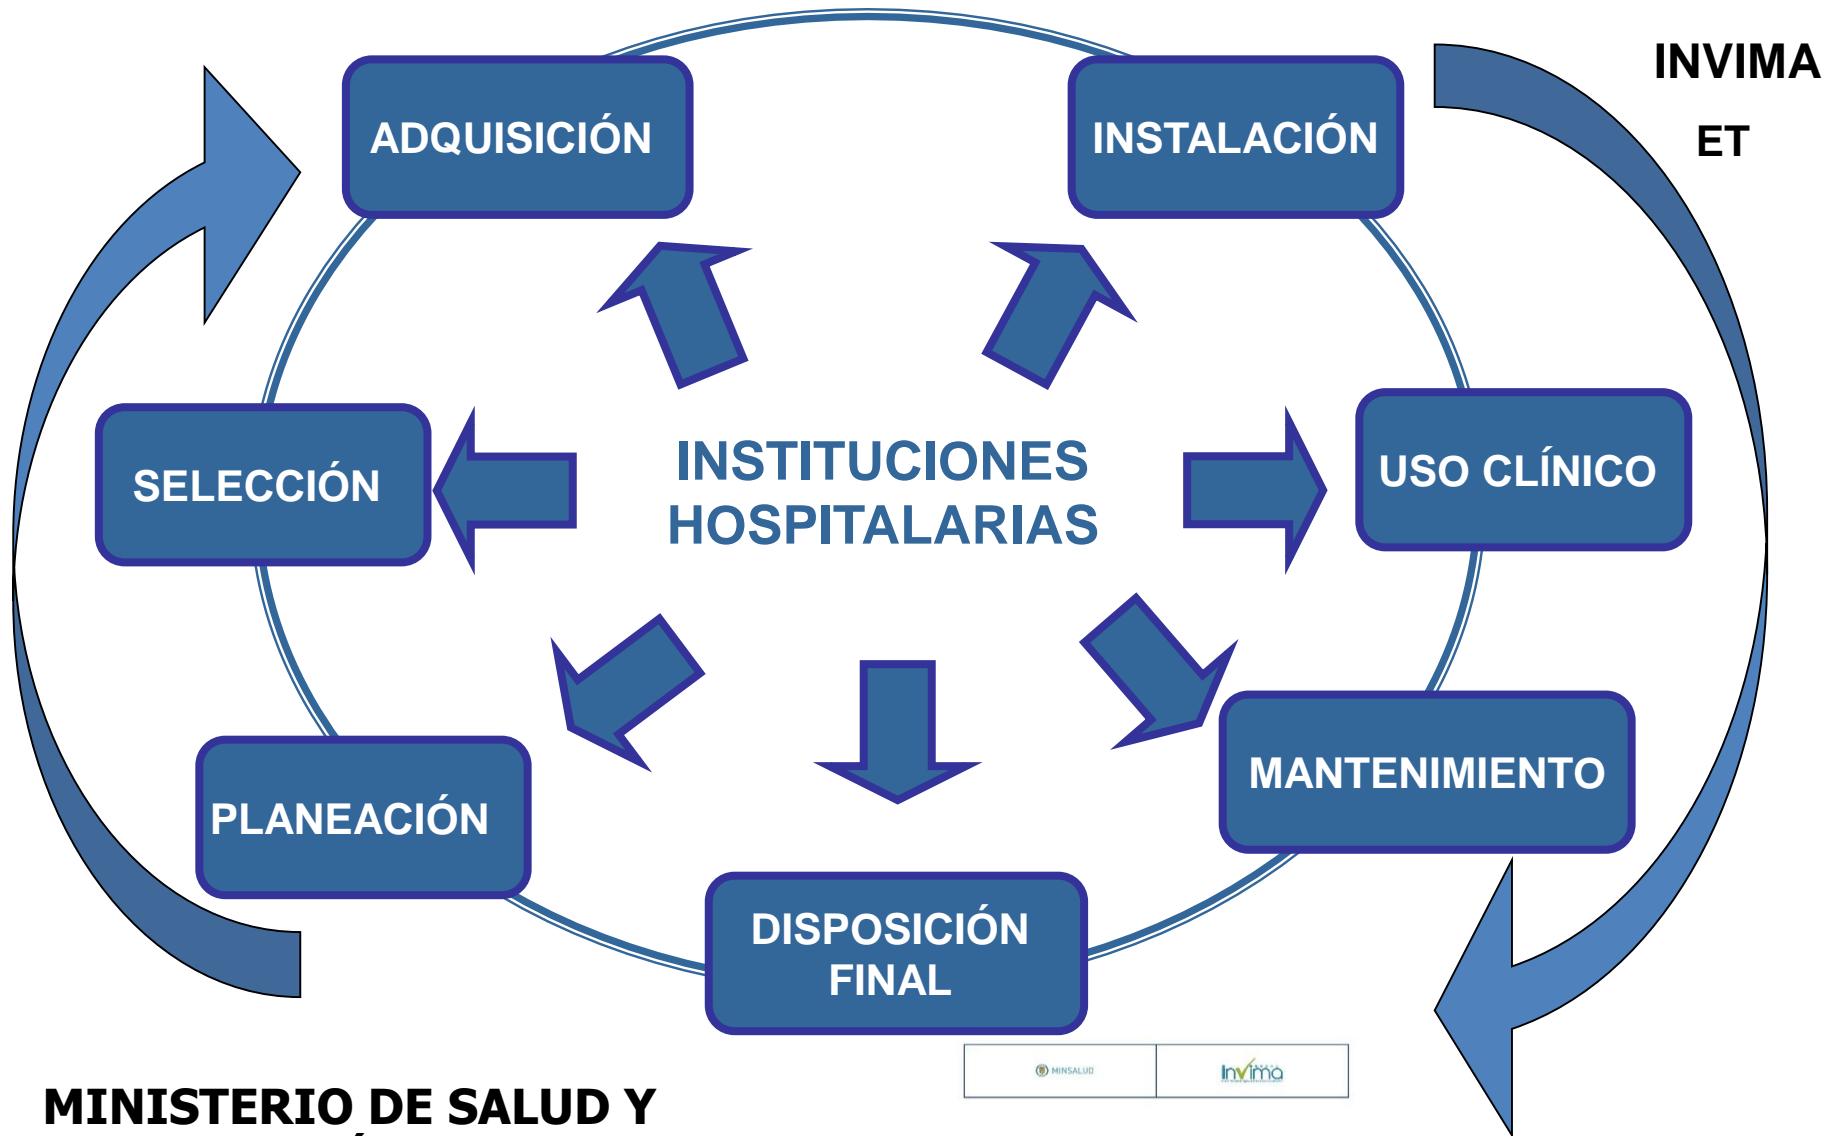 INVIMA
ET
ADQUISICIÓN
INSTALACIÓN
SELECCIÓN
INSTITUCIONES
HOSPITALARIAS
USO CLÍNICO
PLANEACIÓN
MANTENIMIENTO
DISPOSICIÓN
FINAL
MINSALUD
Invima
MINISTERIO DE SALUD Y